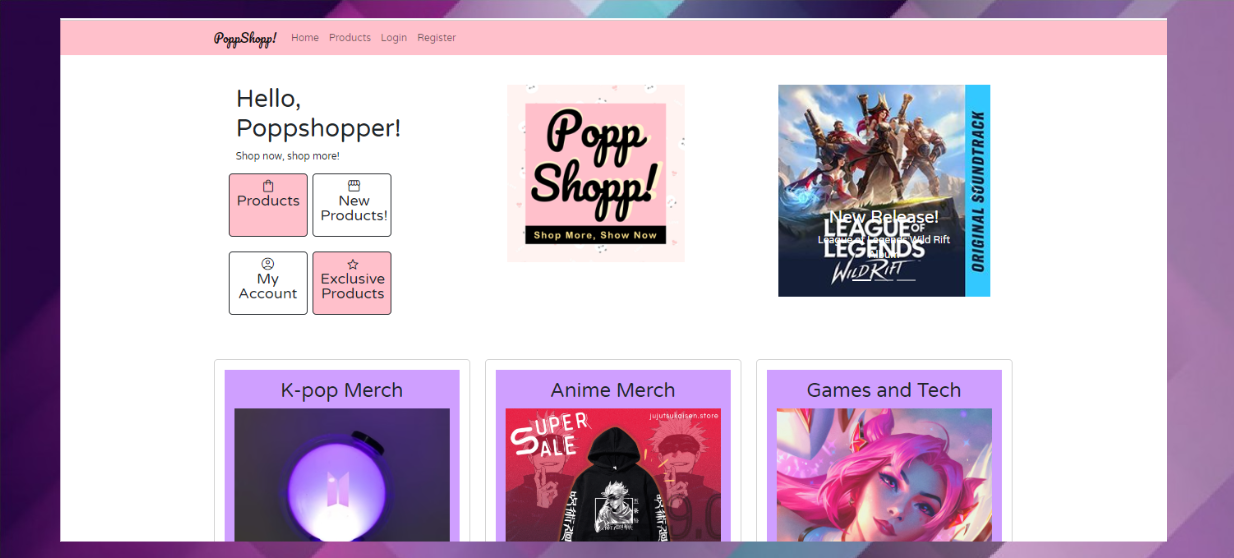 PoppShopp!
Home
Products
Login
Register
Hello,
Poppshopper!
Shop now, shop more!
Products
New
Products!
My
Account
Exclusive
Products
Popp
Shopp!
Shop More, Show Now
New Release!
League of Legends Wild Rift
Album
LEAGUE OF
LEGENDS
WILD RIFT
ORIGINAL SOUNDTRACK
K-pop Merch
Anime Merch
jujutsukaisen.store
SUPER
SALE
Games and Tech